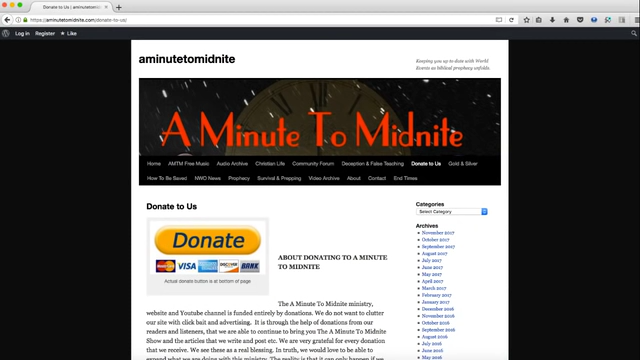 Donate to Us | aminutetomidnite
https://aminutetomidnite.com/donate-to-us/
Log in Register Like
aminutetomidnite
Keeping you up to date with World
Events as biblical prophecy unfolds.
A Minute To Midnite
Home AMTM Free Music Audio Archive Christian Life Community Forum Deception & False Teaching Donate to Us Gold & Silver
How To Be Saved NWO News Prophecy Survival & Prepping Video Archive About Contact End Times
Donate to Us
Donate
MasterCard VISA DISCOVER BANK
Actual donate button is at bottom of page
ABOUT DONATING TO A MINUTE
TO MIDNITE
The A Minute To Midnite ministry,
website and Youtube channel is funded entirely by donations. We do not want to clutter
our site with click bait and advertising. It is through the help of donations from our
readers and listeners, that we are able to continue to bring you The A Minute To Midnite
Show and the articles that we write and post etc. We are very grateful for every donation
that we receive. We see these as a real blessing. In truth, we would love to be able to
Categories
Select Category
Archives
November 2017
October 2017
September 2017
August 2017
July 2017
June 2017
May 2017
April 2017
March 2017
February 2017
January 2017
December 2016
November 2016
October 2016
September 2016
August 2016
July 2016
June 2016
May 2016